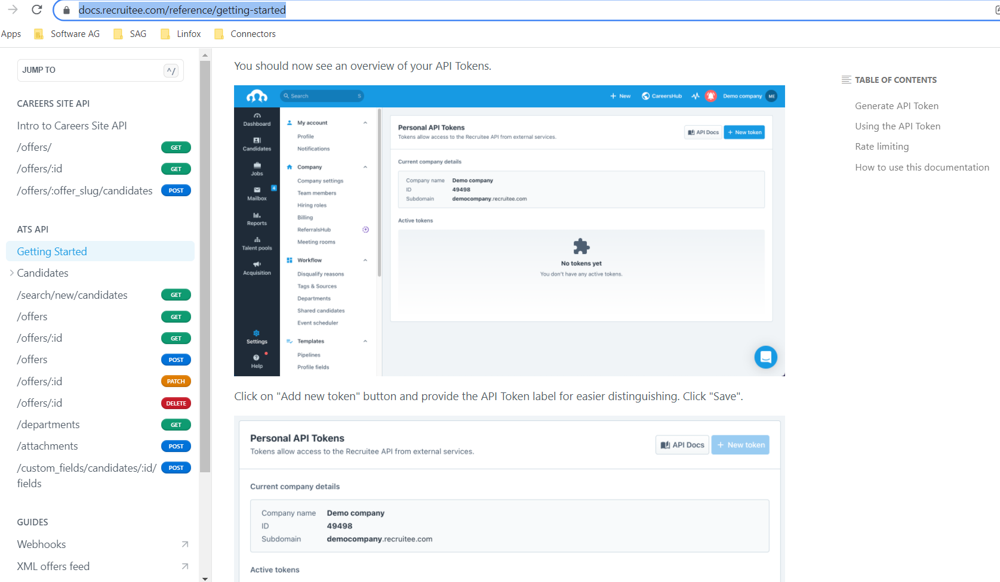 docs.recruitee.com/reference/getting-started
Apps
Software AG
SAG
Linfox
Connectors
JUMP TO
^/
CAREERS SITE API
Intro to Careers Site API
/offers/ GET
/offers/:id GET
/offers/:offer_slug/candidates POST
ATS API
Getting Started
Candidates
/search/new/candidates GET
/offers GET
/offers/:id GET
/offers POST
/offers/:id PATCH
/offers/:id DELETE
/departments GET
/attachments POST
/custom_fields/candidates/:id/ POST
fields
GUIDES
Webhooks
XML offers feed
You should now see an overview of your API Tokens.
Search S
+ New
CareersHub
Demo company
ME
Dashboard
Candidates
Jobs
Mailbox
4
Reports
Talent pools
Acquisition
Settings
Help
My account
Profile
Notifications
Company
Company settings
Team members
Hiring roles
Billing
ReferralsHub
Meeting rooms
Workflow
Disqualify reasons
Tags & Sources
Departments
Shared candidates
Event scheduler
Templates
Pipelines
Profile fields
Personal API Tokens
Tokens allow access to the Recruitee API from external services.
API Docs
+ New token
Current company details
Company name Demo company
ID 49498
Subdomain democompany.recruitee.com
Active tokens
No tokens yet
You don't have any active tokens.
Click on "Add new token" button and provide the API Token label for easier distinguishing. Click "Save".
Personal API Tokens
Tokens allow access to the Recruitee API from external services.
API Docs
+ New token
Current company details
Company name Demo company
ID 49498
Subdomain democompany.recruitee.com
Active tokens
TABLE OF CONTENTS
Generate API Token
Using the API Token
Rate limiting
How to use this documentation